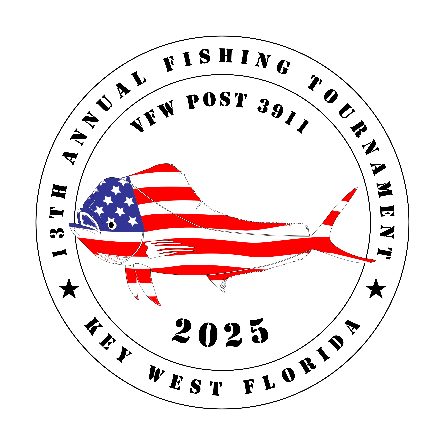 13TH ANNUAL FISHING TOURNAMENT
VFW POST 3911
2025
KEY WEST FLORIDA